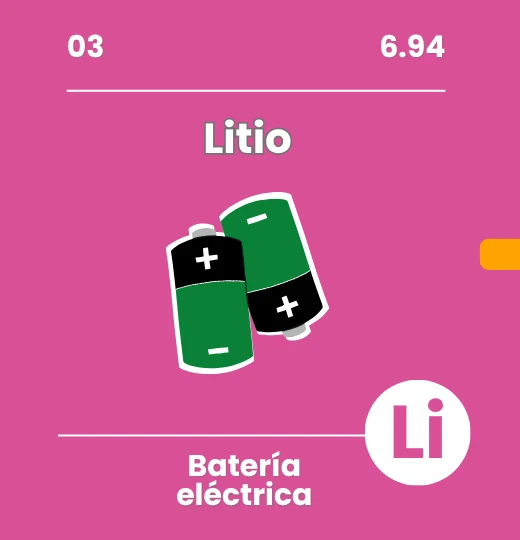 03 6.94
Litio
+ -
- +
Li
Batería
eléctrica